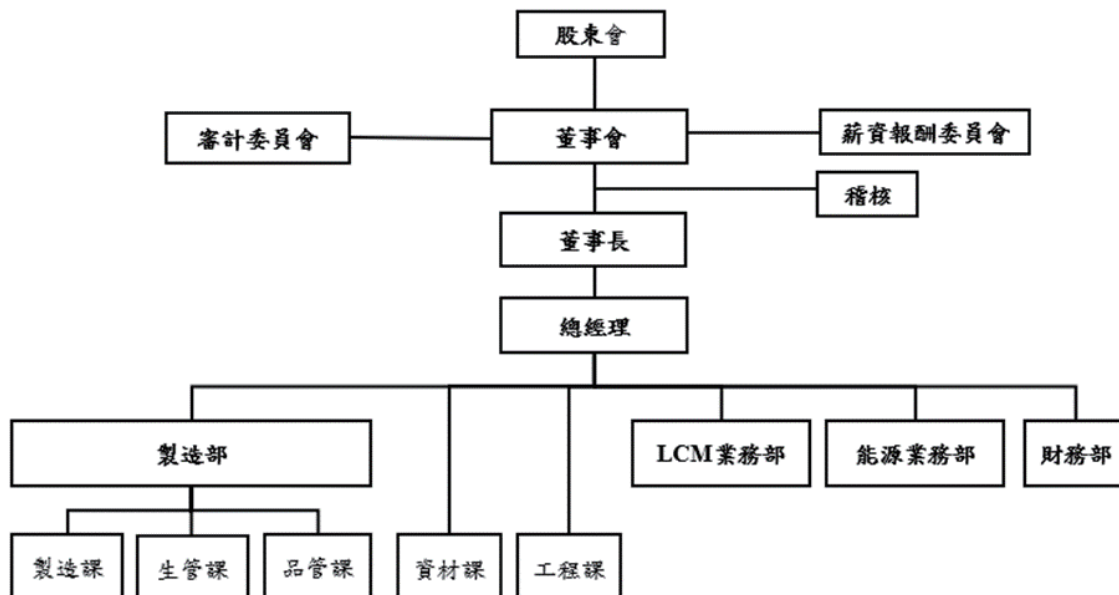 股東會
審計委員會
董事會
薪資報酬委員會
稽核
董事長
總經理
製造部
LCM業務部
能源業務部
財務部
製造課
生管課
品管課
資材課
工程課